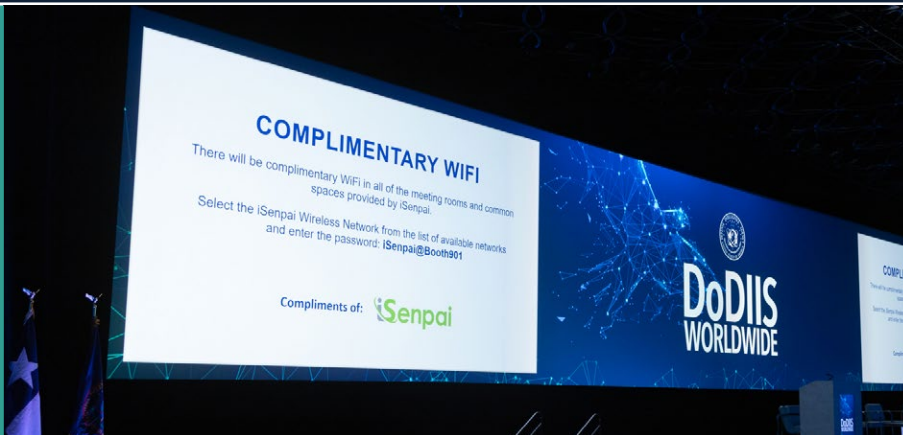 COMPLIMENTARY WIFI
There will be complimentary WiFi in all of the meeting rooms and common
spaces provided by iSenpai.
Select the iSenpai Wireless Network from the list of available networks
and enter the password: iSenpai@Booth901
Compliments of: iSenpai
DoDIIS
WORLDWIDE
COMPL
DoDIIS